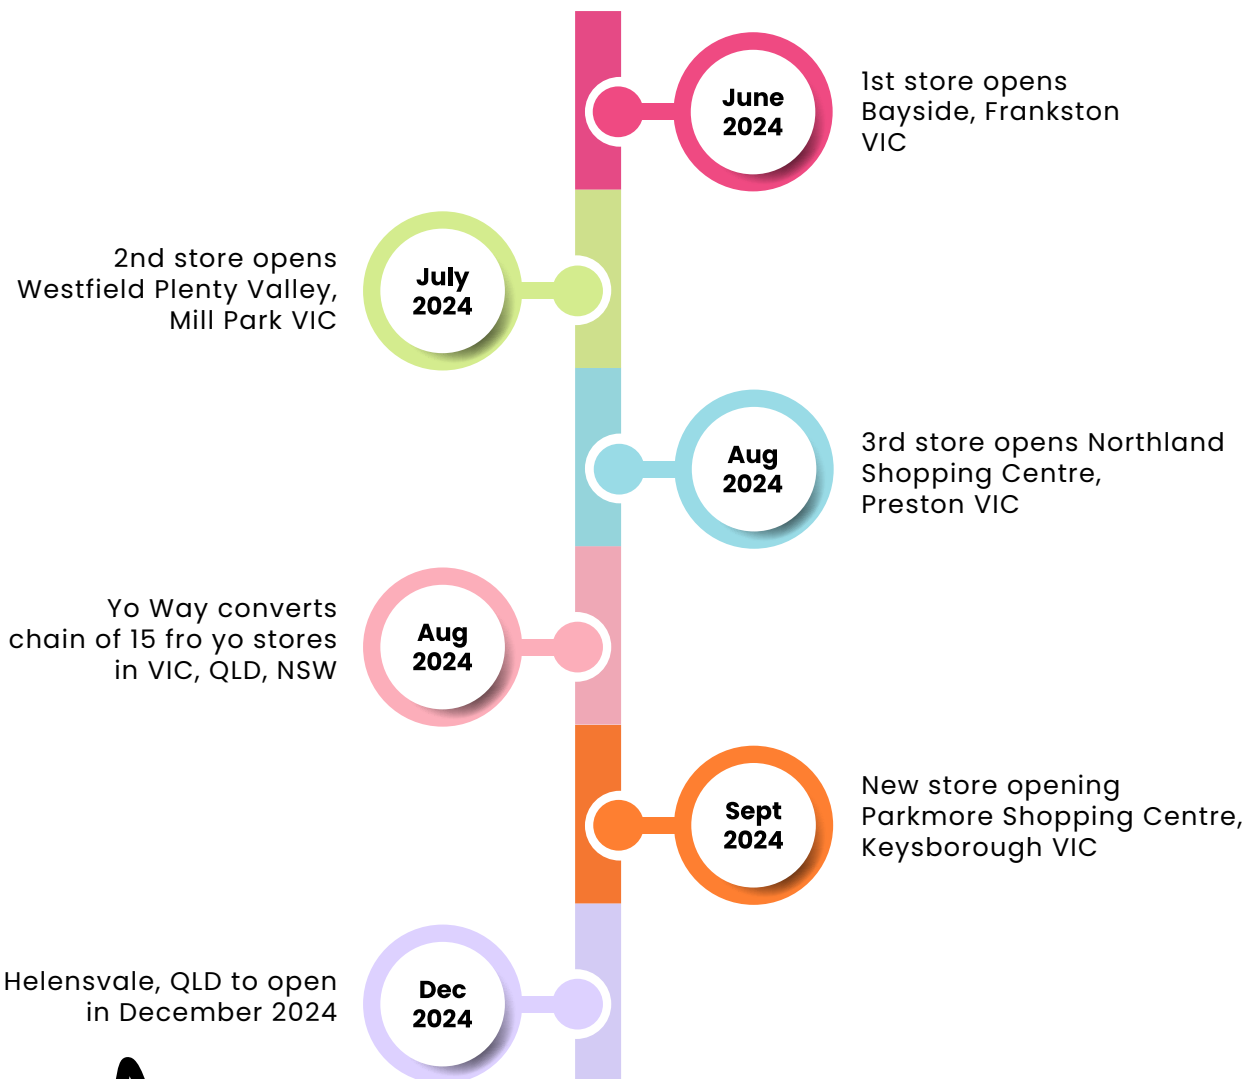 June
2024
1st store opens
Bayside, Frankston
VIC
2nd store opens
Westfield Plenty Valley,
Mill Park VIC
July
2024
Aug
2024
3rd store opens Northland
Shopping Centre,
Preston VIC
Yo Way converts
chain of 15 fro yo stores
in VIC, QLD, NSW
Aug
2024
Sept
2024
New store opening
Parkmore Shopping Centre,
Keysborough VIC
Helensvale, QLD to open
in December 2024
Dec
2024